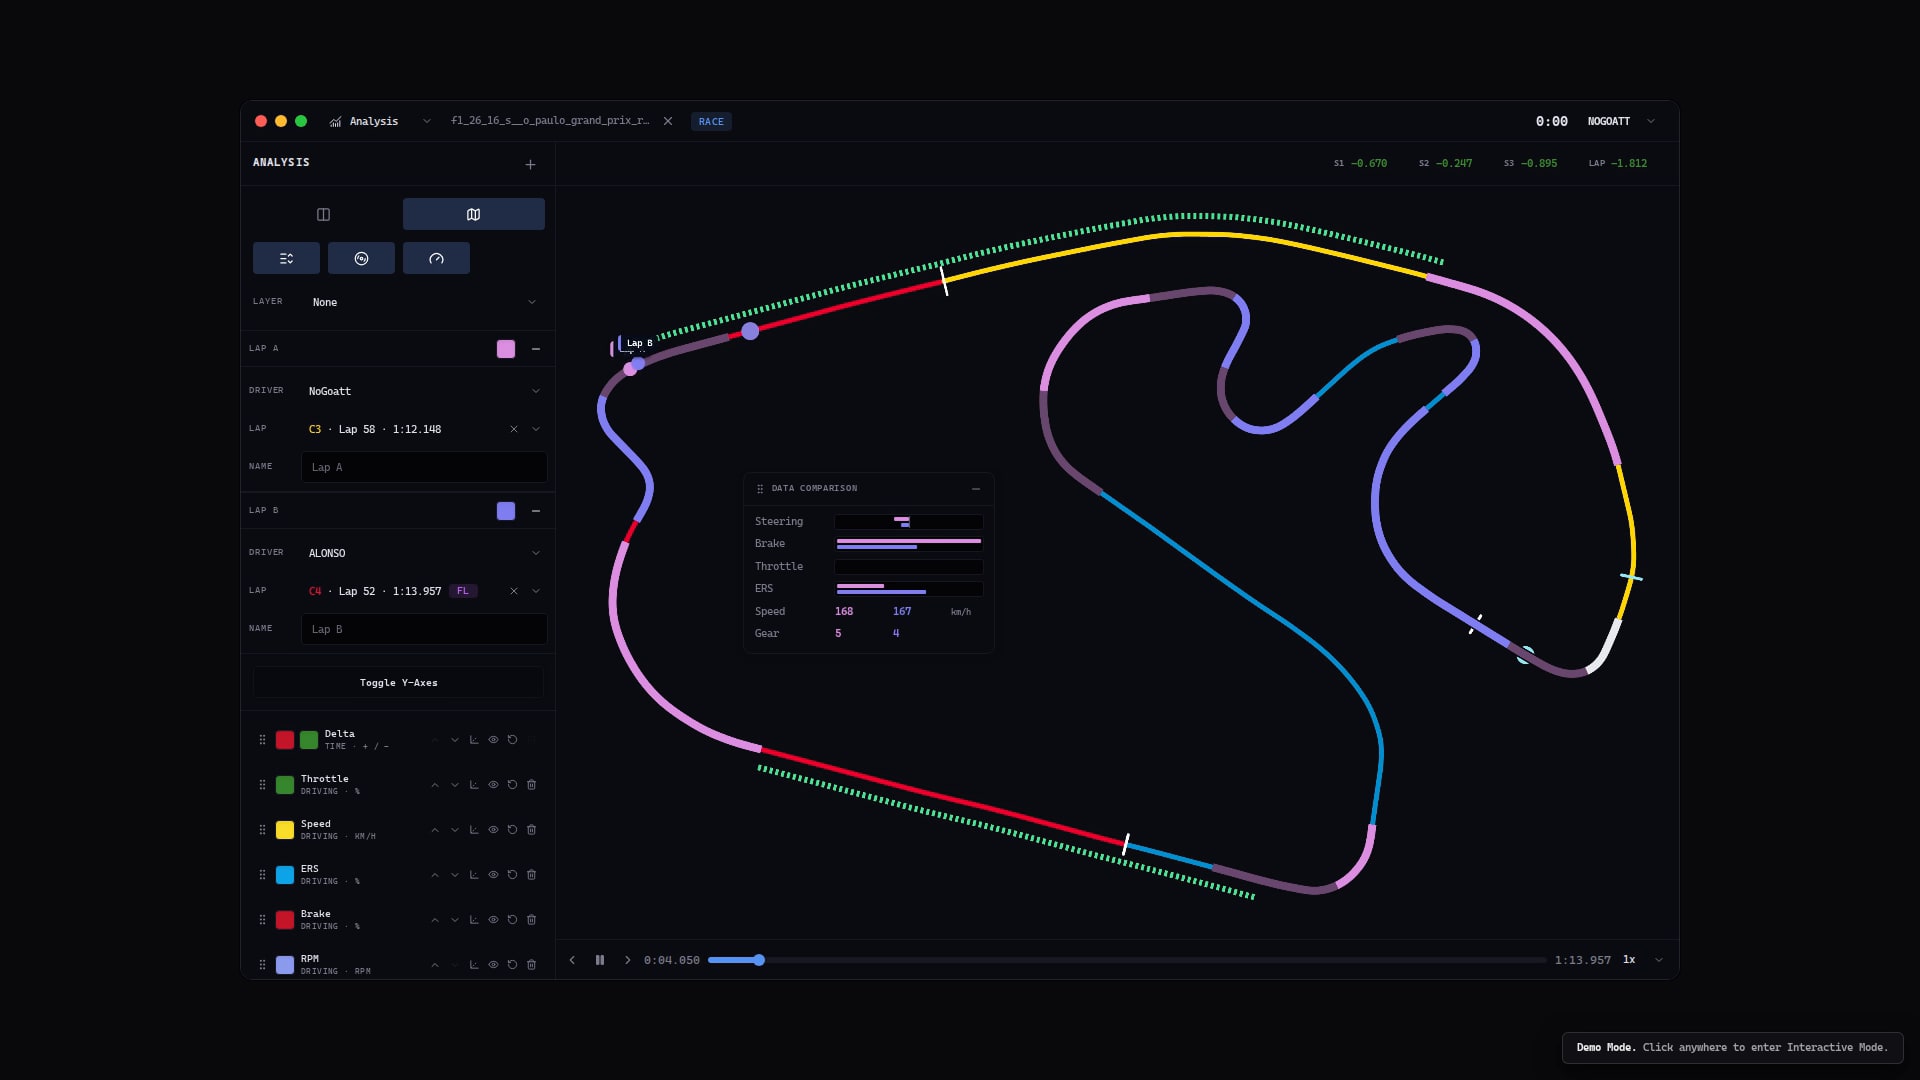 Analysis f1_26_16_s__o_paulo_grand_prix_r… RACE 0:00 NOGOATT
ANALYSIS
S1 −0.670 S2 −0.247 S3 −0.895 LAP −1.812
LAYER None
LAP A
DRIVER NoGoatt
LAP C3 · Lap 58 · 1:12.148
NAME Lap A
LAP B
DRIVER ALONSO
LAP C4 · Lap 52 · 1:13.957 FL
NAME Lap B
Toggle Y-Axes
Delta
TIME · + / −
Throttle
DRIVING · %
Speed
DRIVING · KM/H
ERS
DRIVING · %
Brake
DRIVING · %
RPM
DRIVING · RPM
Lap B
DATA COMPARISON
Steering
Brake
Throttle
ERS
Speed 168 167 km/h
Gear 5 4
0:04.050 1:13.957 1x
Demo Mode. Click anywhere to enter Interactive Mode.